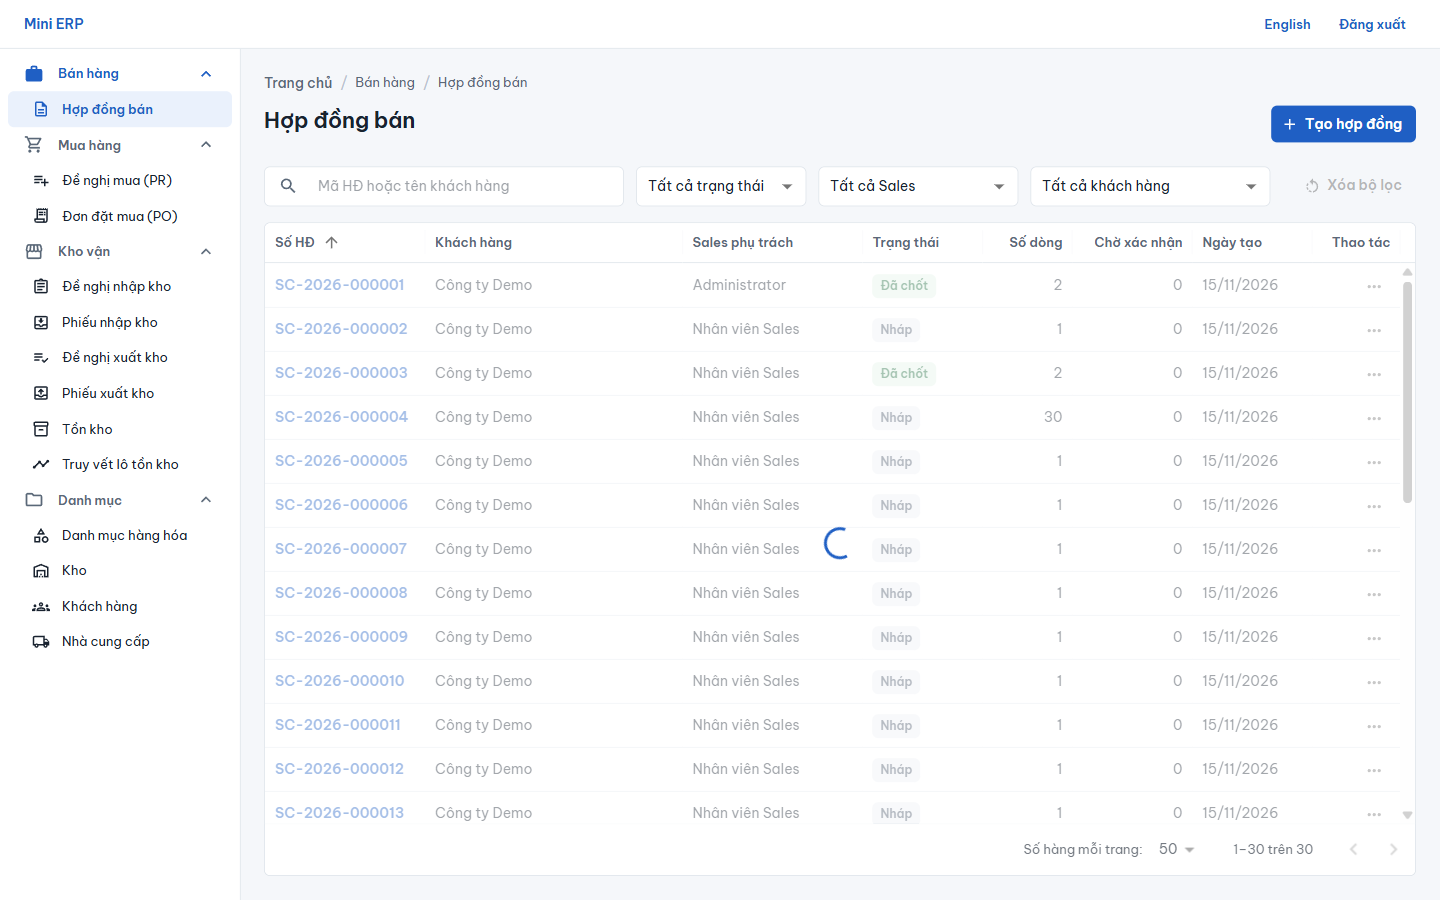 Mini ERP
English
Đăng xuất
Bán hàng
Hợp đồng bán
Mua hàng
Đề nghị mua (PR)
Đơn đặt mua (PO)
Kho vận
Đề nghị nhập kho
Phiếu nhập kho
Đề nghị xuất kho
Phiếu xuất kho
Tồn kho
Truy vết lô tồn kho
Danh mục
Danh mục hàng hóa
Kho
Khách hàng
Nhà cung cấp
Trang chủ / Bán hàng / Hợp đồng bán
Hợp đồng bán
+ Tạo hợp đồng
Mã HĐ hoặc tên khách hàng
Tất cả trạng thái
Tất cả Sales
Tất cả khách hàng
Xóa bộ lọc
Số HĐ Khách hàng Sales phụ trách Trạng thái Số dòng Chờ xác nhận Ngày tạo Thao tác
SC-2026-000001 Công ty Demo Administrator Đã chốt 2 0 15/11/2026
SC-2026-000002 Công ty Demo Nhân viên Sales Nháp 1 0 15/11/2026
SC-2026-000003 Công ty Demo Nhân viên Sales Đã chốt 2 0 15/11/2026
SC-2026-000004 Công ty Demo Nhân viên Sales Nháp 30 0 15/11/2026
SC-2026-000005 Công ty Demo Nhân viên Sales Nháp 1 0 15/11/2026
SC-2026-000006 Công ty Demo Nhân viên Sales Nháp 1 0 15/11/2026
SC-2026-000007 Công ty Demo Nhân viên Sales Nháp 1 0 15/11/2026
SC-2026-000008 Công ty Demo Nhân viên Sales Nháp 1 0 15/11/2026
SC-2026-000009 Công ty Demo Nhân viên Sales Nháp 1 0 15/11/2026
SC-2026-000010 Công ty Demo Nhân viên Sales Nháp 1 0 15/11/2026
SC-2026-000011 Công ty Demo Nhân viên Sales Nháp 1 0 15/11/2026
SC-2026-000012 Công ty Demo Nhân viên Sales Nháp 1 0 15/11/2026
SC-2026-000013 Công ty Demo Nhân viên Sales Nháp 1 0 15/11/2026
Số hàng mỗi trang: 50 1–30 trên 30